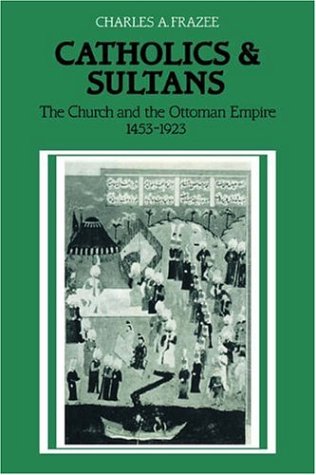 CHARLES A. FRAZEE
CATHOLICS &
SULTANS
The Church and the Ottoman Empire
1453-1923